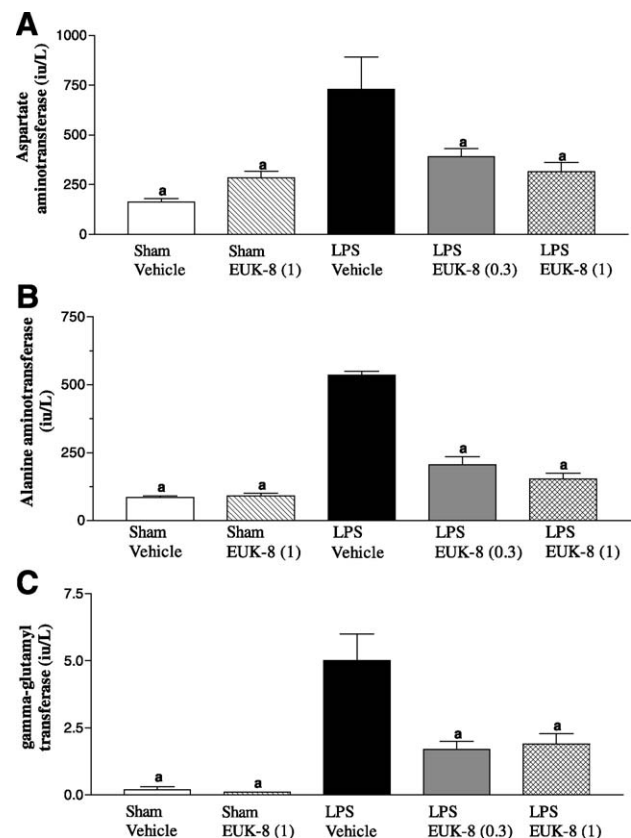 A
Aspartate
aminotransferase (iu/L)
1000
750
500
250
0
a
a
a
a
Sham
Vehicle
Sham
EUK-8 (1)
LPS
Vehicle
LPS
EUK-8 (0.3)
LPS
EUK-8 (1)
B
Alanine aminotransferase
(iu/L)
750
500
250
0
a
a
a
a
Sham
Vehicle
Sham
EUK-8 (1)
LPS
Vehicle
LPS
EUK-8 (0.3)
LPS
EUK-8 (1)
C
gamma-glutamyl
transferase (iu/L)
7.5
5.0
2.5
0.0
a
a
a
a
Sham
Vehicle
Sham
EUK-8 (1)
LPS
Vehicle
LPS
EUK-8 (0.3)
LPS
EUK-8 (1)